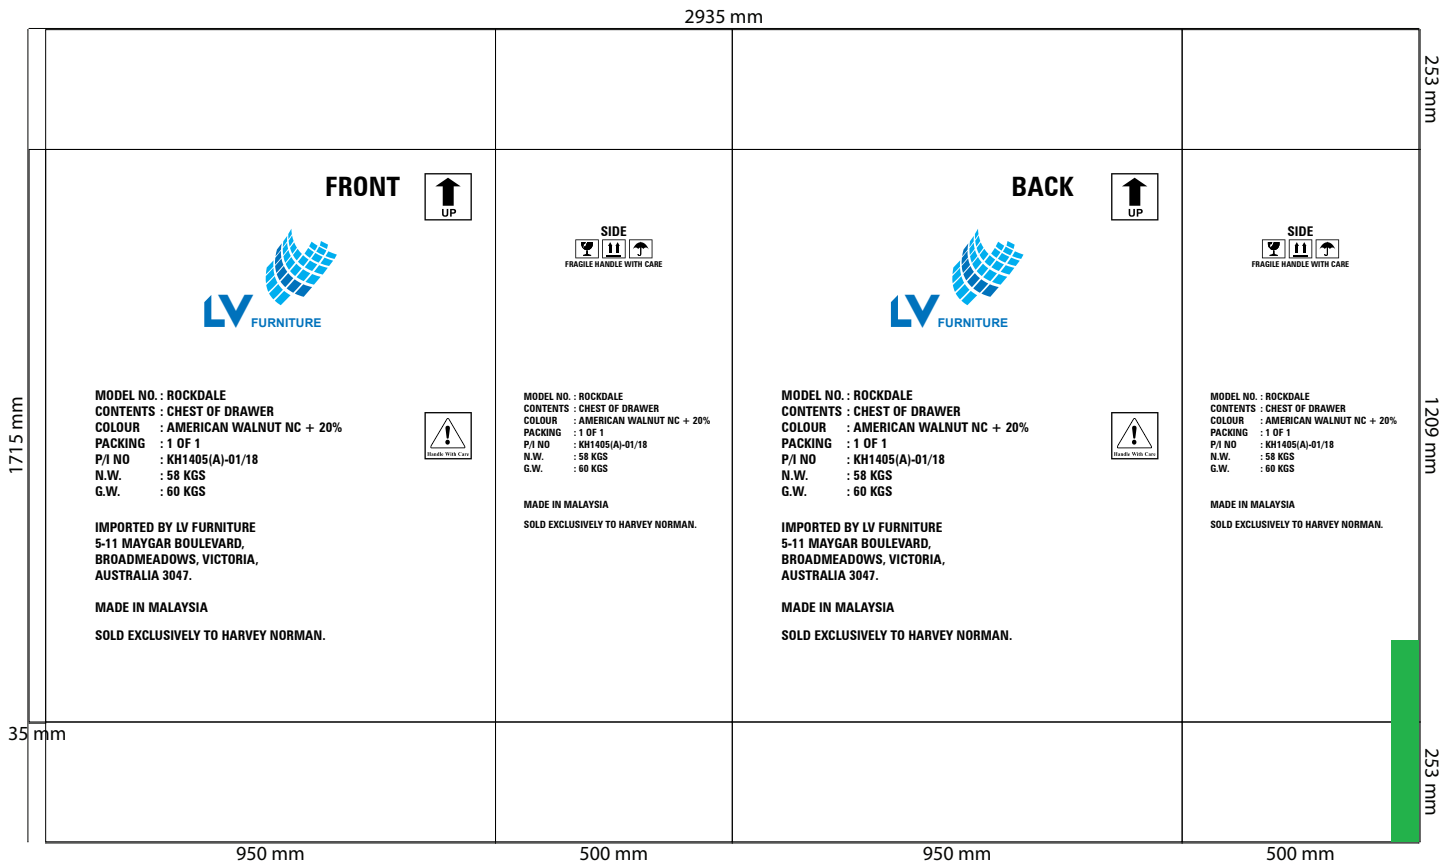 2935 mm
253 mm
FRONT
UP
SIDE
FRAGILE HANDLE WITH CARE
BACK
UP
SIDE
FRAGILE HANDLE WITH CARE
LV FURNITURE
LV FURNITURE
1715 mm
MODEL NO. : ROCKDALE
CONTENTS : CHEST OF DRAWER
COLOUR : AMERICAN WALNUT NC + 20%
PACKING : 1 OF 1
P/I NO : KH1405(A)-01/18
N.W. : 58 KGS
G.W. : 60 KGS
Handle With Care
IMPORTED BY LV FURNITURE
5-11 MAYGAR BOULEVARD,
BROADMEADOWS, VICTORIA,
AUSTRALIA 3047.
MADE IN MALAYSIA
SOLD EXCLUSIVELY TO HARVEY NORMAN.
MODEL NO. : ROCKDALE
CONTENTS : CHEST OF DRAWER
COLOUR : AMERICAN WALNUT NC + 20%
PACKING : 1 OF 1
P/I NO : KH1405(A)-01/18
N.W. : 58 KGS
G.W. : 60 KGS
MADE IN MALAYSIA
SOLD EXCLUSIVELY TO HARVEY NORMAN.
MODEL NO. : ROCKDALE
CONTENTS : CHEST OF DRAWER
COLOUR : AMERICAN WALNUT NC + 20%
PACKING : 1 OF 1
P/I NO : KH1405(A)-01/18
N.W. : 58 KGS
G.W. : 60 KGS
Handle With Care
IMPORTED BY LV FURNITURE
5-11 MAYGAR BOULEVARD,
BROADMEADOWS, VICTORIA,
AUSTRALIA 3047.
MADE IN MALAYSIA
SOLD EXCLUSIVELY TO HARVEY NORMAN.
MODEL NO. : ROCKDALE
CONTENTS : CHEST OF DRAWER
COLOUR : AMERICAN WALNUT NC + 20%
PACKING : 1 OF 1
P/I NO : KH1405(A)-01/18
N.W. : 58 KGS
G.W. : 60 KGS
MADE IN MALAYSIA
SOLD EXCLUSIVELY TO HARVEY NORMAN.
1209 mm
35 mm
253 mm
950 mm
500 mm
950 mm
500 mm